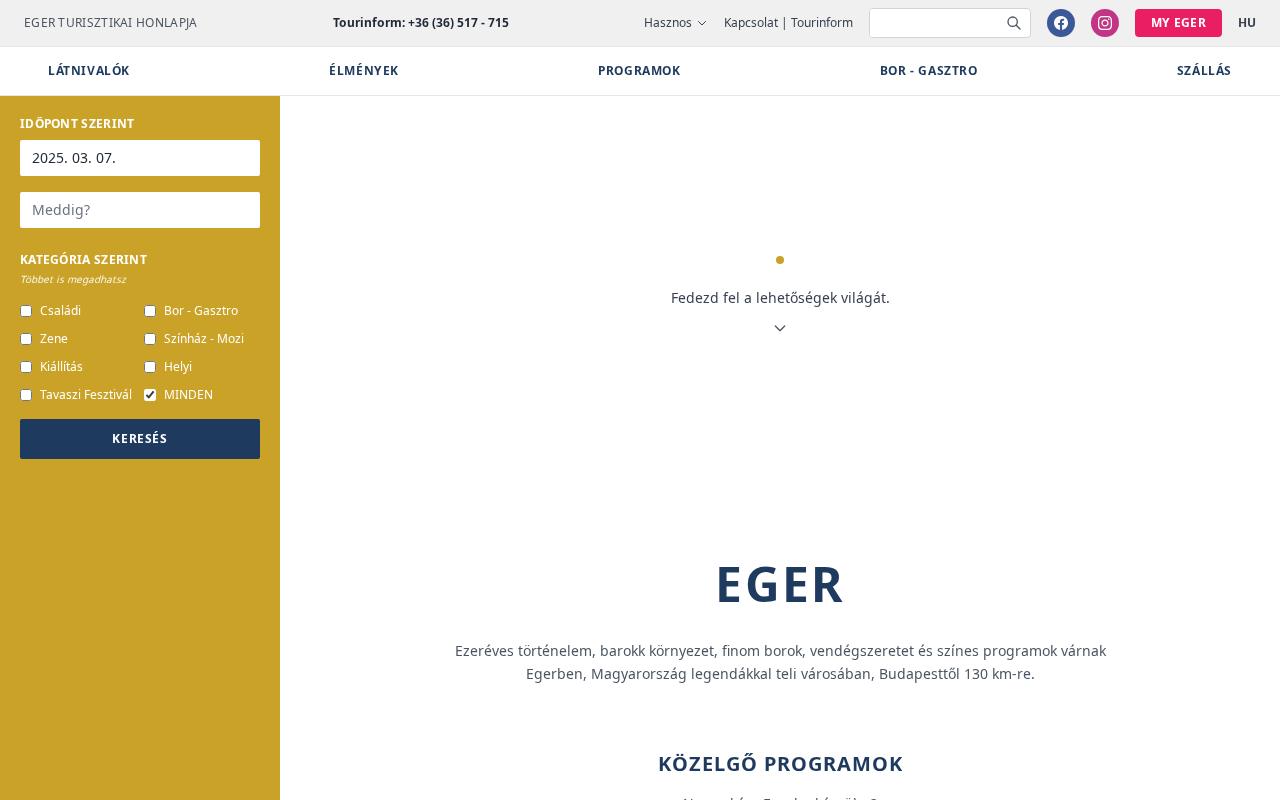 EGER TURISZTIKAI HONLAPJA
Tourinform: +36 (36) 517 - 715
Hasznos
Kapcsolat | Tourinform
MY EGER
HU
LÁTNIVALÓK
ÉLMÉNYEK
PROGRAMOK
BOR - GASZTRO
SZÁLLÁS
IDŐPONT SZERINT
2025. 03. 07.
Meddig?
KATEGÓRIA SZERINT
Többet is megadhatsz
Családi
Bor - Gasztro
Zene
Színház - Mozi
Kiállítás
Helyi
Tavaszi Fesztivál
MINDEN
KERESÉS
Fedezd fel a lehetőségek világát.
EGER
Ezeréves történelem, barokk környezet, finom borok, vendégszeretet és színes programok várnak
Egerben, Magyarország legendákkal teli városában, Budapesttől 130 km-re.
KÖZELGŐ PROGRAMOK